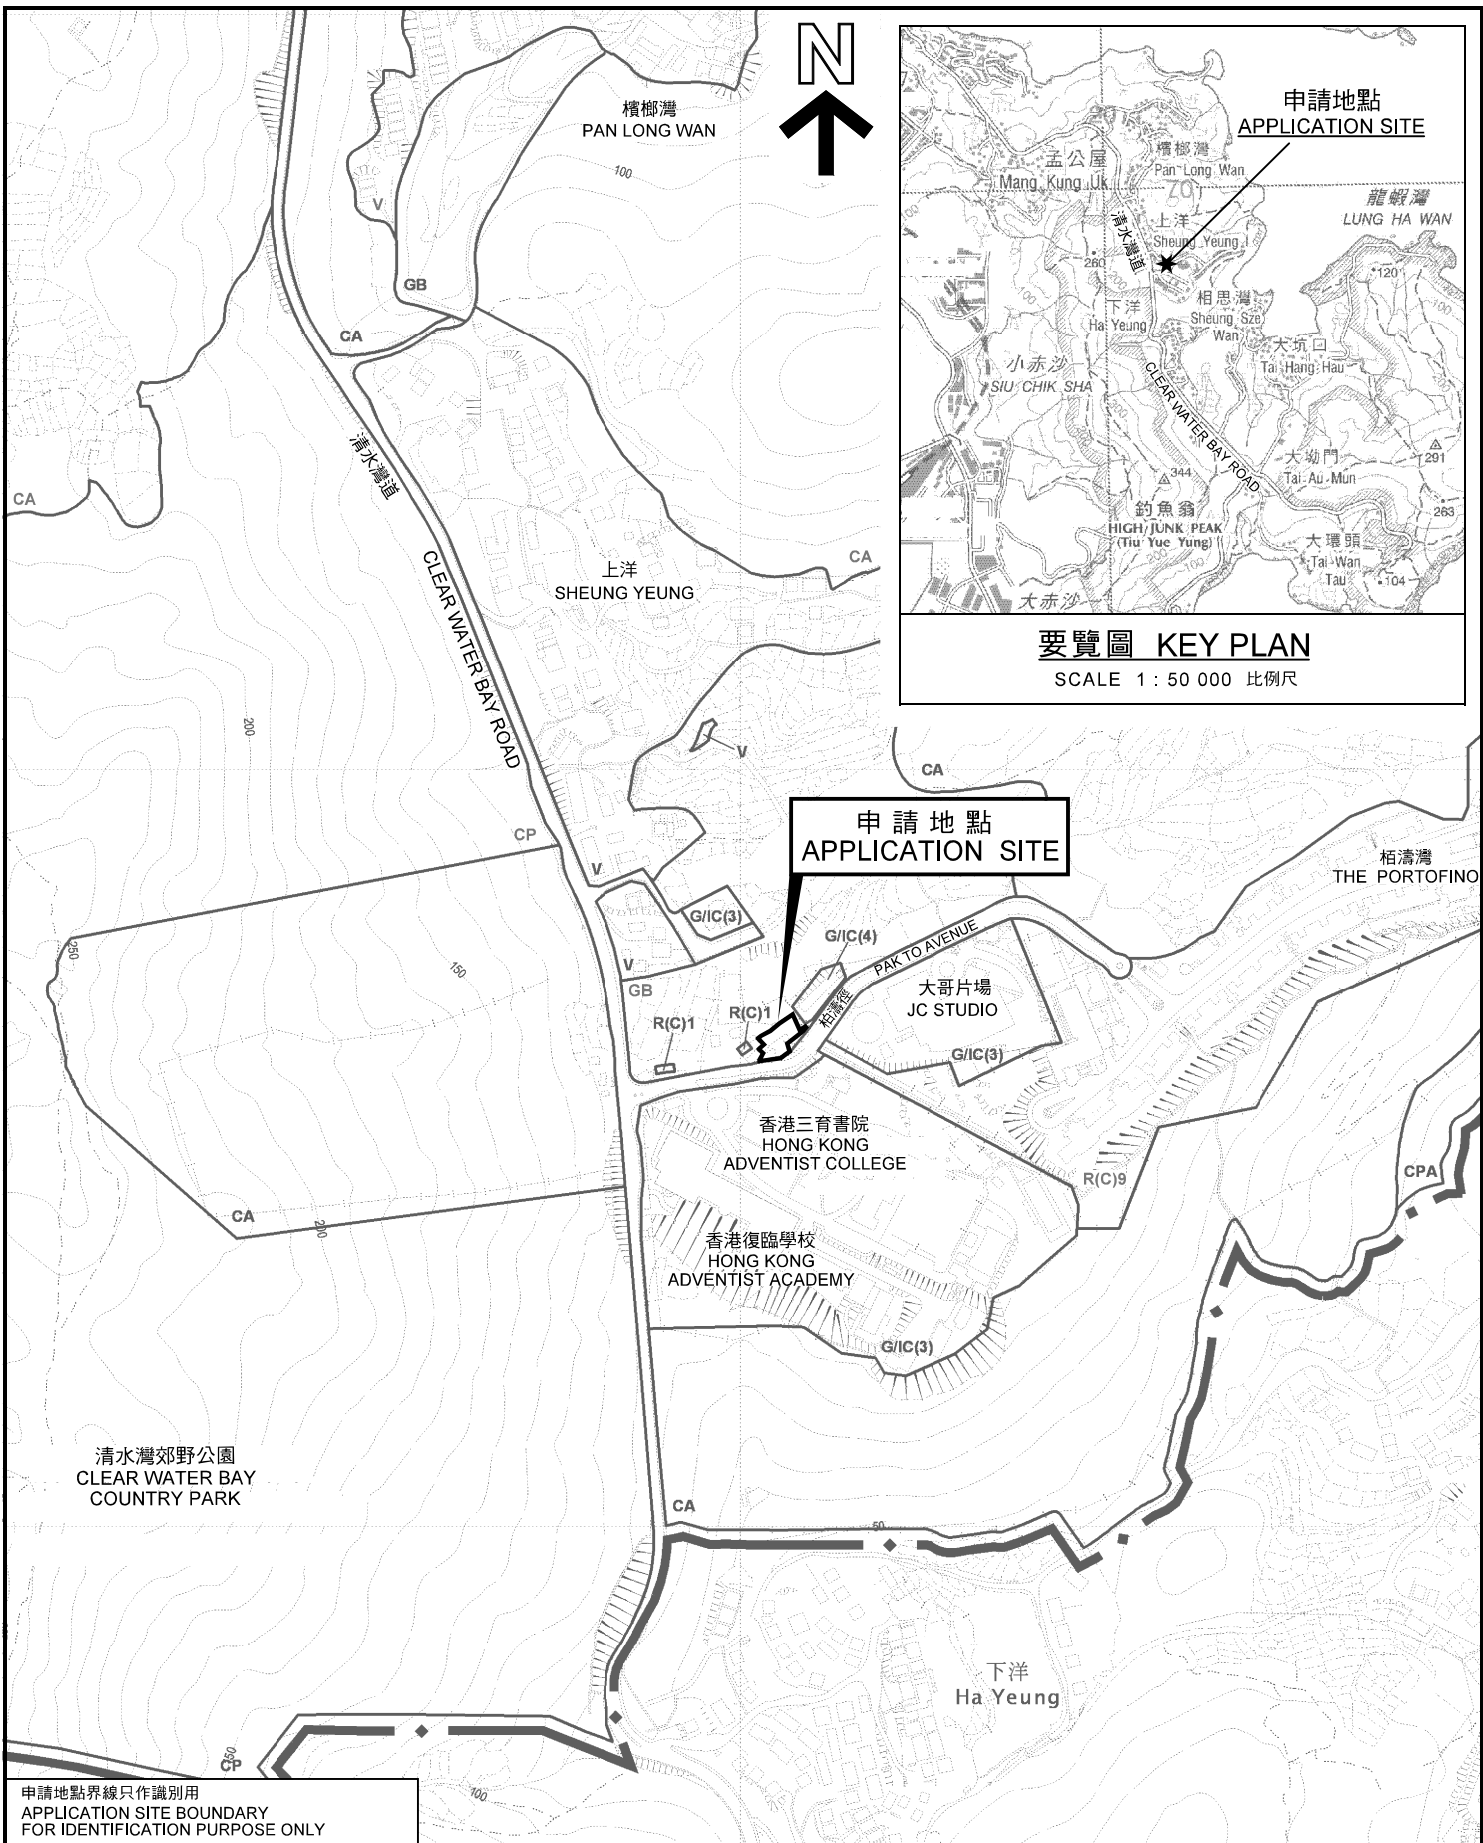 N
檳榔灣
PAN LONG WAN
100
V
GB
CA
CA
清水灣道
CLEAR WATER BAY ROAD
上洋
SHEUNG YEUNG
CA
200
V
CA
CP
申請地點
APPLICATION SITE
孟公屋
Mang Kung Uk
檳榔灣
Pan Long Wan
龍蝦灣
LUNG HA WAN
上洋
Sheung Yeung
清水灣道
260
200
120
100
下洋
Ha Yeung
相思灣
Sheung Sze
Wan
大坑口
Tai Hang Hau
小赤沙
SIU CHIK SHA
CLEAR WATER BAY ROAD
344
291
大坳門
Tai Au Mun
263
釣魚翁
HIGH JUNK PEAK
(Tiu Yue Yung)
大環頭
Tai Wan
Tau
104
大赤沙
要覽圖 KEY PLAN
SCALE 1 : 50 000 比例尺
申請地點
APPLICATION SITE
栢濤灣
THE PORTOFINO
V
G/IC(3)
G/IC(4)
PAK TO AVENUE
柏濤徑
大哥片場
JC STUDIO
250
150
V
GB
R(C)1
R(C)1
G/IC(3)
香港三育書院
HONG KONG
ADVENTIST COLLEGE
R(C)9
CPA
CA
200
香港復臨學校
HONG KONG
ADVENTIST ACADEMY
G/IC(3)
清水灣郊野公園
CLEAR WATER BAY
COUNTRY PARK
CA
50
下洋
Ha Yeung
CP
100
申請地點界線只作識別用
APPLICATION SITE BOUNDARY
FOR IDENTIFICATION PURPOSE ONLY